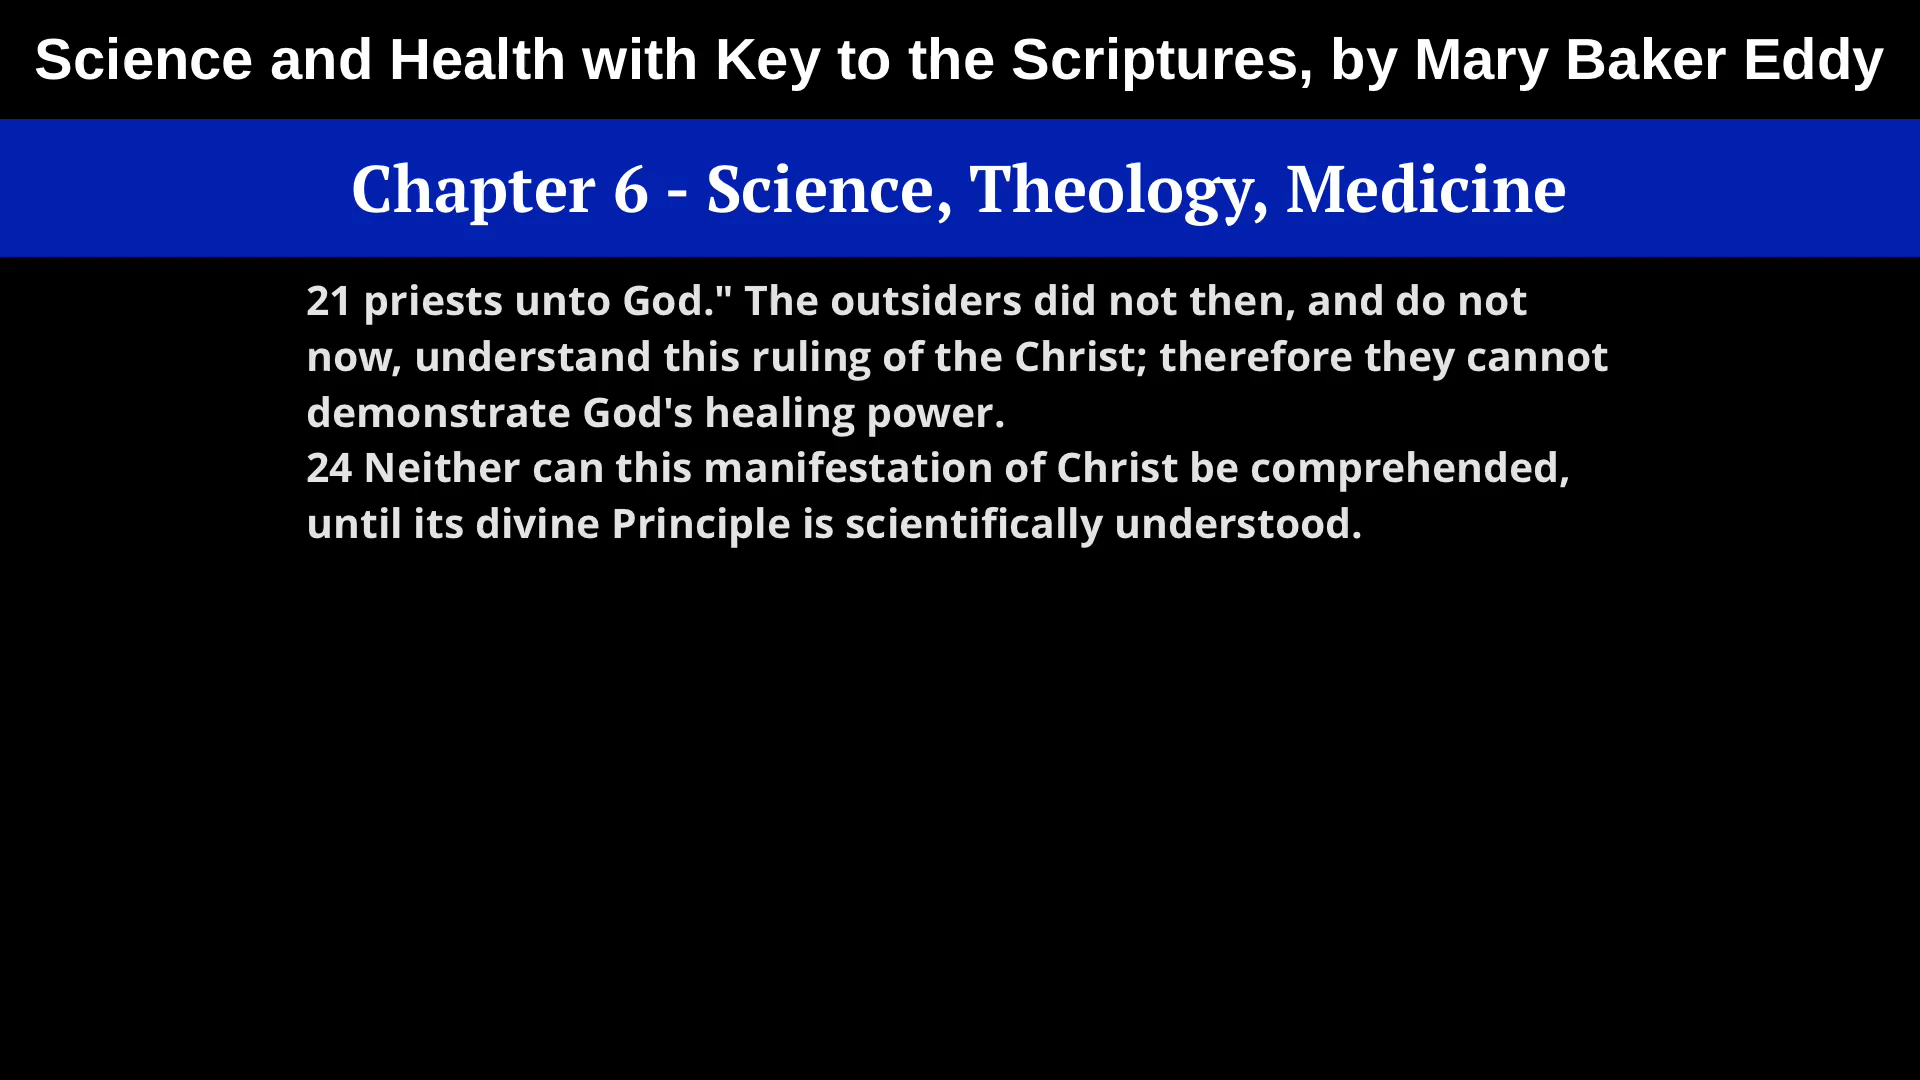 Science and Health with Key to the Scriptures, by Mary Baker Eddy
Chapter 6 - Science, Theology, Medicine
21 priests unto God." The outsiders did not then, and do not
now, understand this ruling of the Christ; therefore they cannot
demonstrate God's healing power.
24 Neither can this manifestation of Christ be comprehended,
until its divine Principle is scientifically understood.